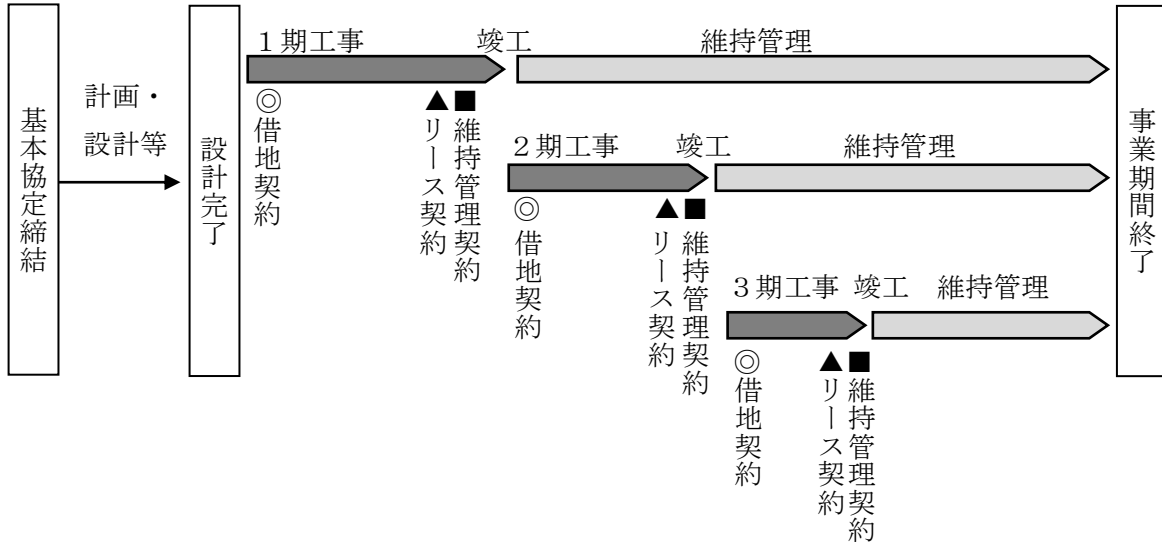 基本協定締結
計画・
設計等
設計完了
１期工事
竣工
維持管理
◎借地契約
▲リース契約
■維持管理契約
２期工事
竣工
維持管理
◎借地契約
▲リース契約
■維持管理契約
３期工事
竣工
維持管理
◎借地契約
▲リース契約
■維持管理契約
事業期間終了